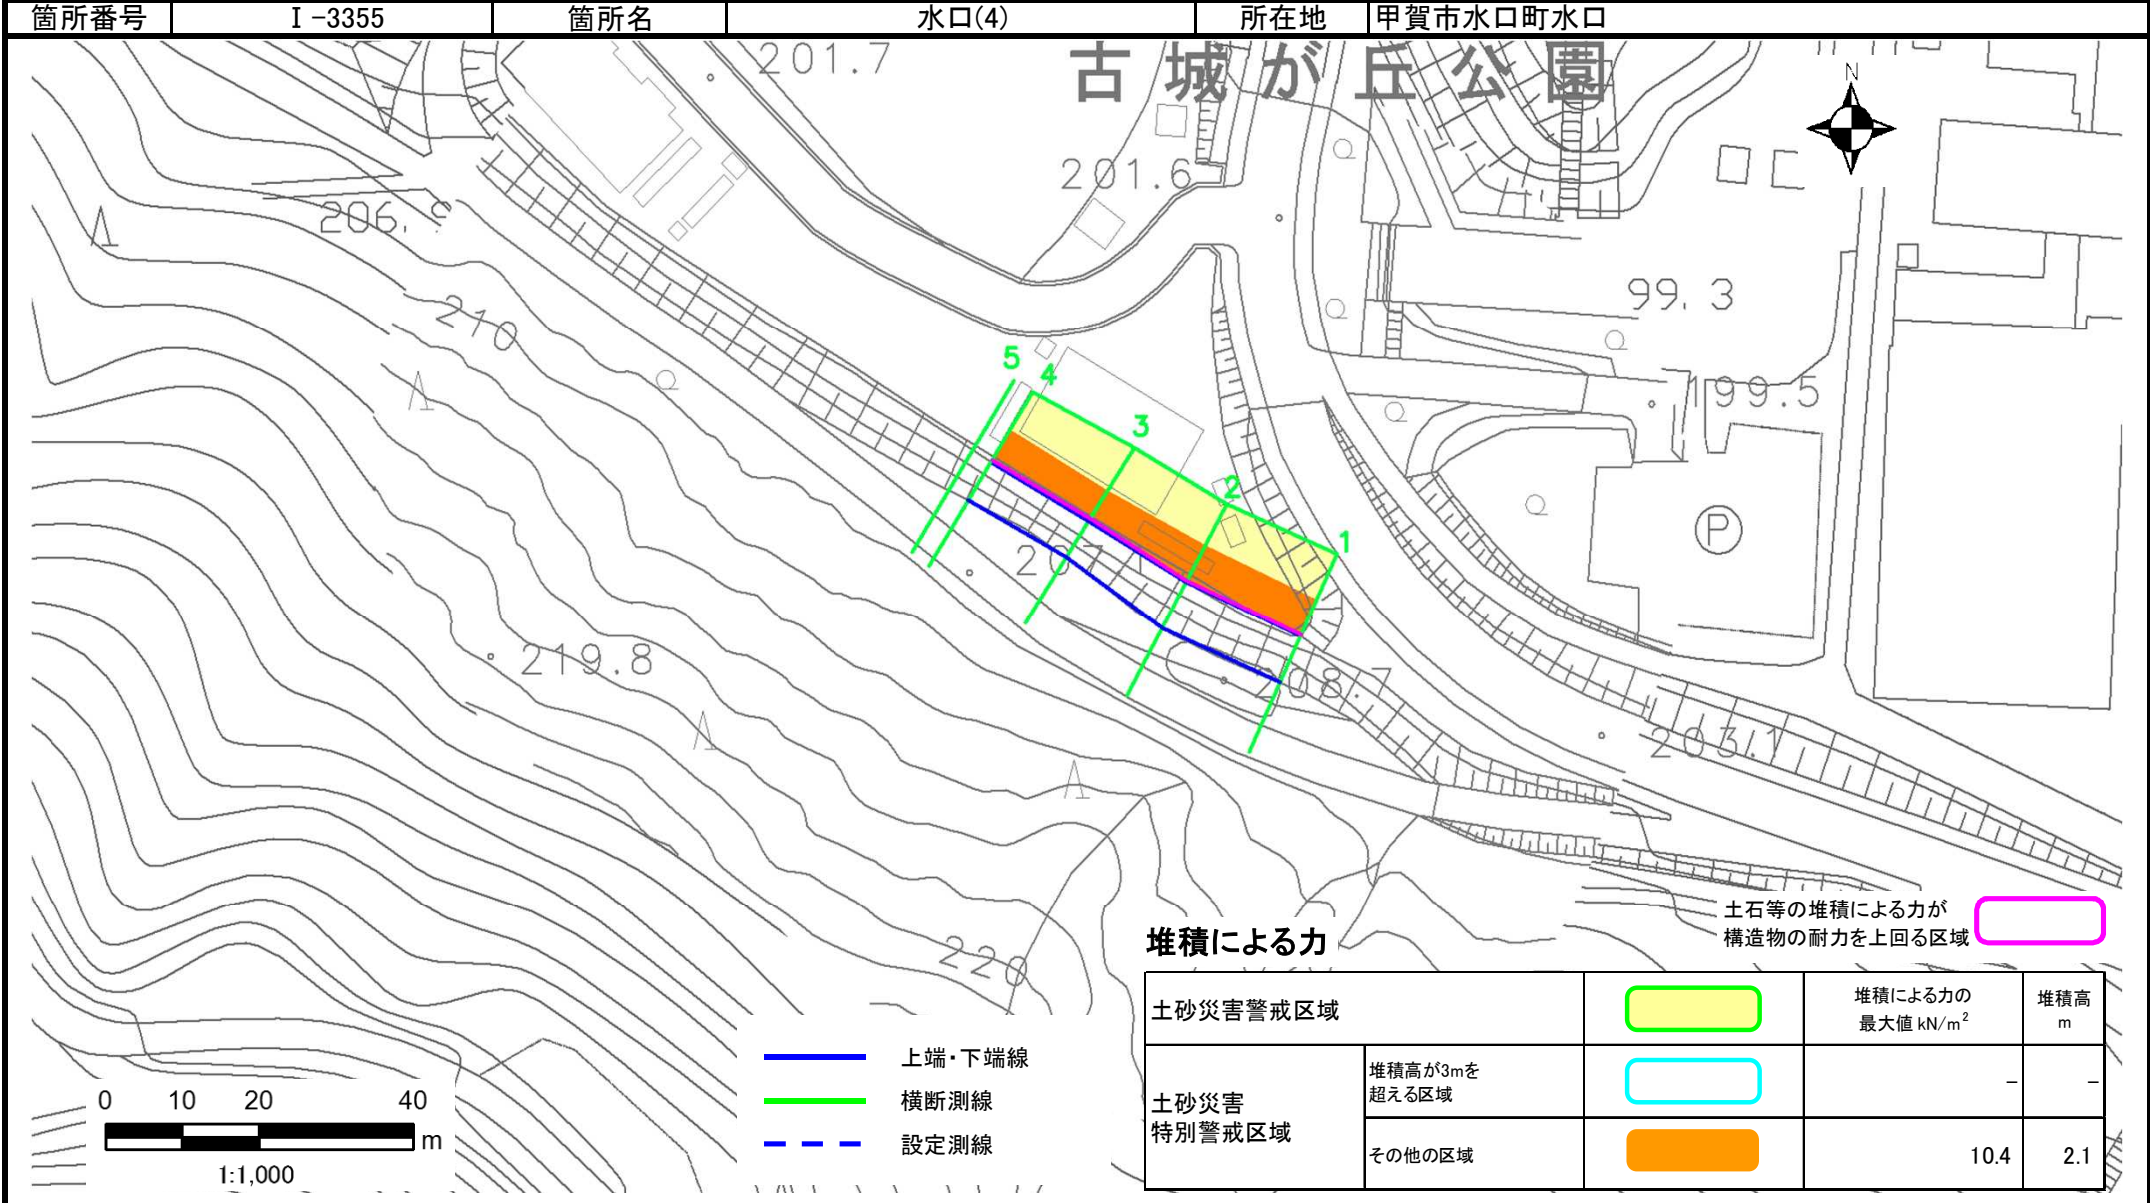 箇所番号 Ⅰ-3355 箇所名 水口(4) 所在地 甲賀市水口町水口
古城が丘公園
N
201.7
201.6
206.9
210
99.3
199.5
5
4
3
2
1
P
207.1
208.7
219.8
203.1
220
土石等の堆積による力が
構造物の耐力を上回る区域
堆積による力
土砂災害警戒区域
堆積による力の
最大値 kN/m²
堆積高
m
土砂災害
特別警戒区域
堆積高が3mを
超える区域
- -
その他の区域 10.4 2.1
上端・下端線
横断測線
設定測線
0 10 20 40
m
1:1,000